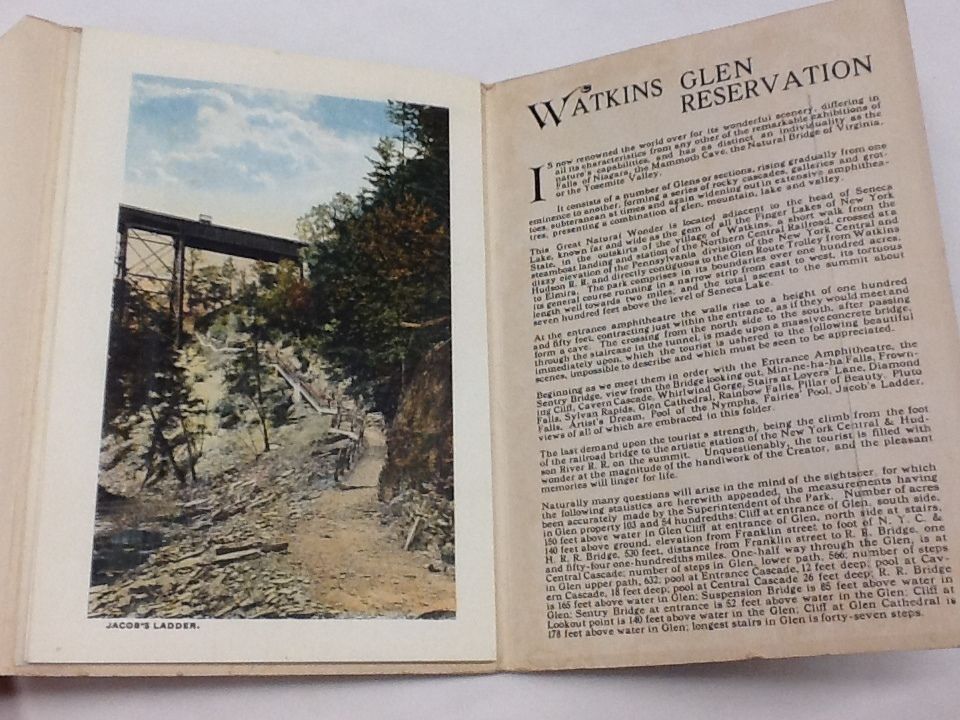 JACOB'S LADDER.
WATKINS GLEN
RESERVATION
IS now renowned the world over for its wonderful scenery, differing in
all its characteristics from any other of the remarkable exhibitions of
nature's capabilities, and has as distinct an individuality as the
Falls of Niagara, the Mammoth Cave, the Natural Bridge of Virginia,
or the Yosemite Valley.
It consists of a number of Glens or sections, rising gradually from one
eminence to another, forming a series of rocky cascades, galleries and grot-
toes, subterranean at times and again widening out in extensive amphithea-
tres, presenting a combination of glen, mountain, lake and valley.
This Great Natural Wonder is located adjacent to the head of Seneca
Lake, known far and wide as the gem of all the Finger Lakes of New York
State, in the outskirts of the village of Watkins, a short walk from the
steamboat landing and station of the Northern Central Railroad, crossed at a
dizzy elevation of the Pennsylvania division of the New York Central and
Hudson R. R. and directly contiguous to the Glen Route Trolley from Watkins
to Elmira. The park comprises in its boundaries over one hundred acres,
its general course running in a narrow strip from east to west, its tortuous
length well towards two miles, and the total ascent to the summit about
seven hundred feet above the level of Seneca Lake.
At the entrance amphitheatre the walls rise to a height of one hundred
and fifty feet, contracting just within the entrance, as if they would meet and
form a cave. The crossing from the north side to the south, after passing
through the staircase in the tunnel, is made upon a massive concrete bridge,
immediately upon, which the tourist is ushered to the following beautiful
scenes, impossible to describe and which must be seen to be appreciated.
Beginning as we meet them in order with the Entrance Amphitheatre, the
Sentry Bridge, view from the Bridge looking out, Min-ne-ha-ha Falls, Frown-
ing Cliff, Cavern Cascade, Whirlwind Gorge, Stairs at Lovers' Lane, Diamond
Falls, Sylvan Rapids, Glen Cathedral, Rainbow Falls, Pillar of Beauty, Pluto
Falls, Artist's Dream, Pool of the Nymphs, Fairies' Pool, Jacob's Ladder,
views of all of which are embraced in this folder.
The last demand upon the tourist's strength, being the climb from the foot
of the railroad bridge to the artistic station of the New York Central & Hud-
son River R. R. on the summit. Unquestionably, the tourist is filled with
wonder at the magnitude of the handiwork of the Creator, and the pleasant
memories will linger for life.
Naturally many questions will arise in the mind of the sightseer, for which
the following statistics are herewith appended, the measurements having
been accurately made by the Superintendent of the Park. Number of acres
in Glen property 103 and 54 hundredths; Cliff at entrance of Glen, south side,
150 feet above water in Glen; Cliff at entrance of Glen, north side at stairs,
140 feet above ground, elevation from Franklin street to foot of N. Y. C. &
H. R. R. Bridge, 530 feet, distance from Franklin street to R. R. Bridge, one
and fifty-four one-hundredths miles. One-half way through the Glen, is at
Central Cascade; number of steps in Glen, lower path, 566; number of steps
in Glen upper path, 632; pool at Entrance Cascade, 12 feet deep; pool at Cav-
ern Cascade, 18 feet deep; pool at Central Cascade 26 feet deep; R. R. Bridge
is 165 feet above water in Glen; Suspension Bridge is 85 feet above water in
Glen; Sentry Bridge at entrance is 52 feet above water in the Glen; Cliff at
Lookout point is 140 feet above water in the Glen; Cliff at Glen Cathedral is
178 feet above water in Glen; longest stairs in Glen is forty-seven steps.